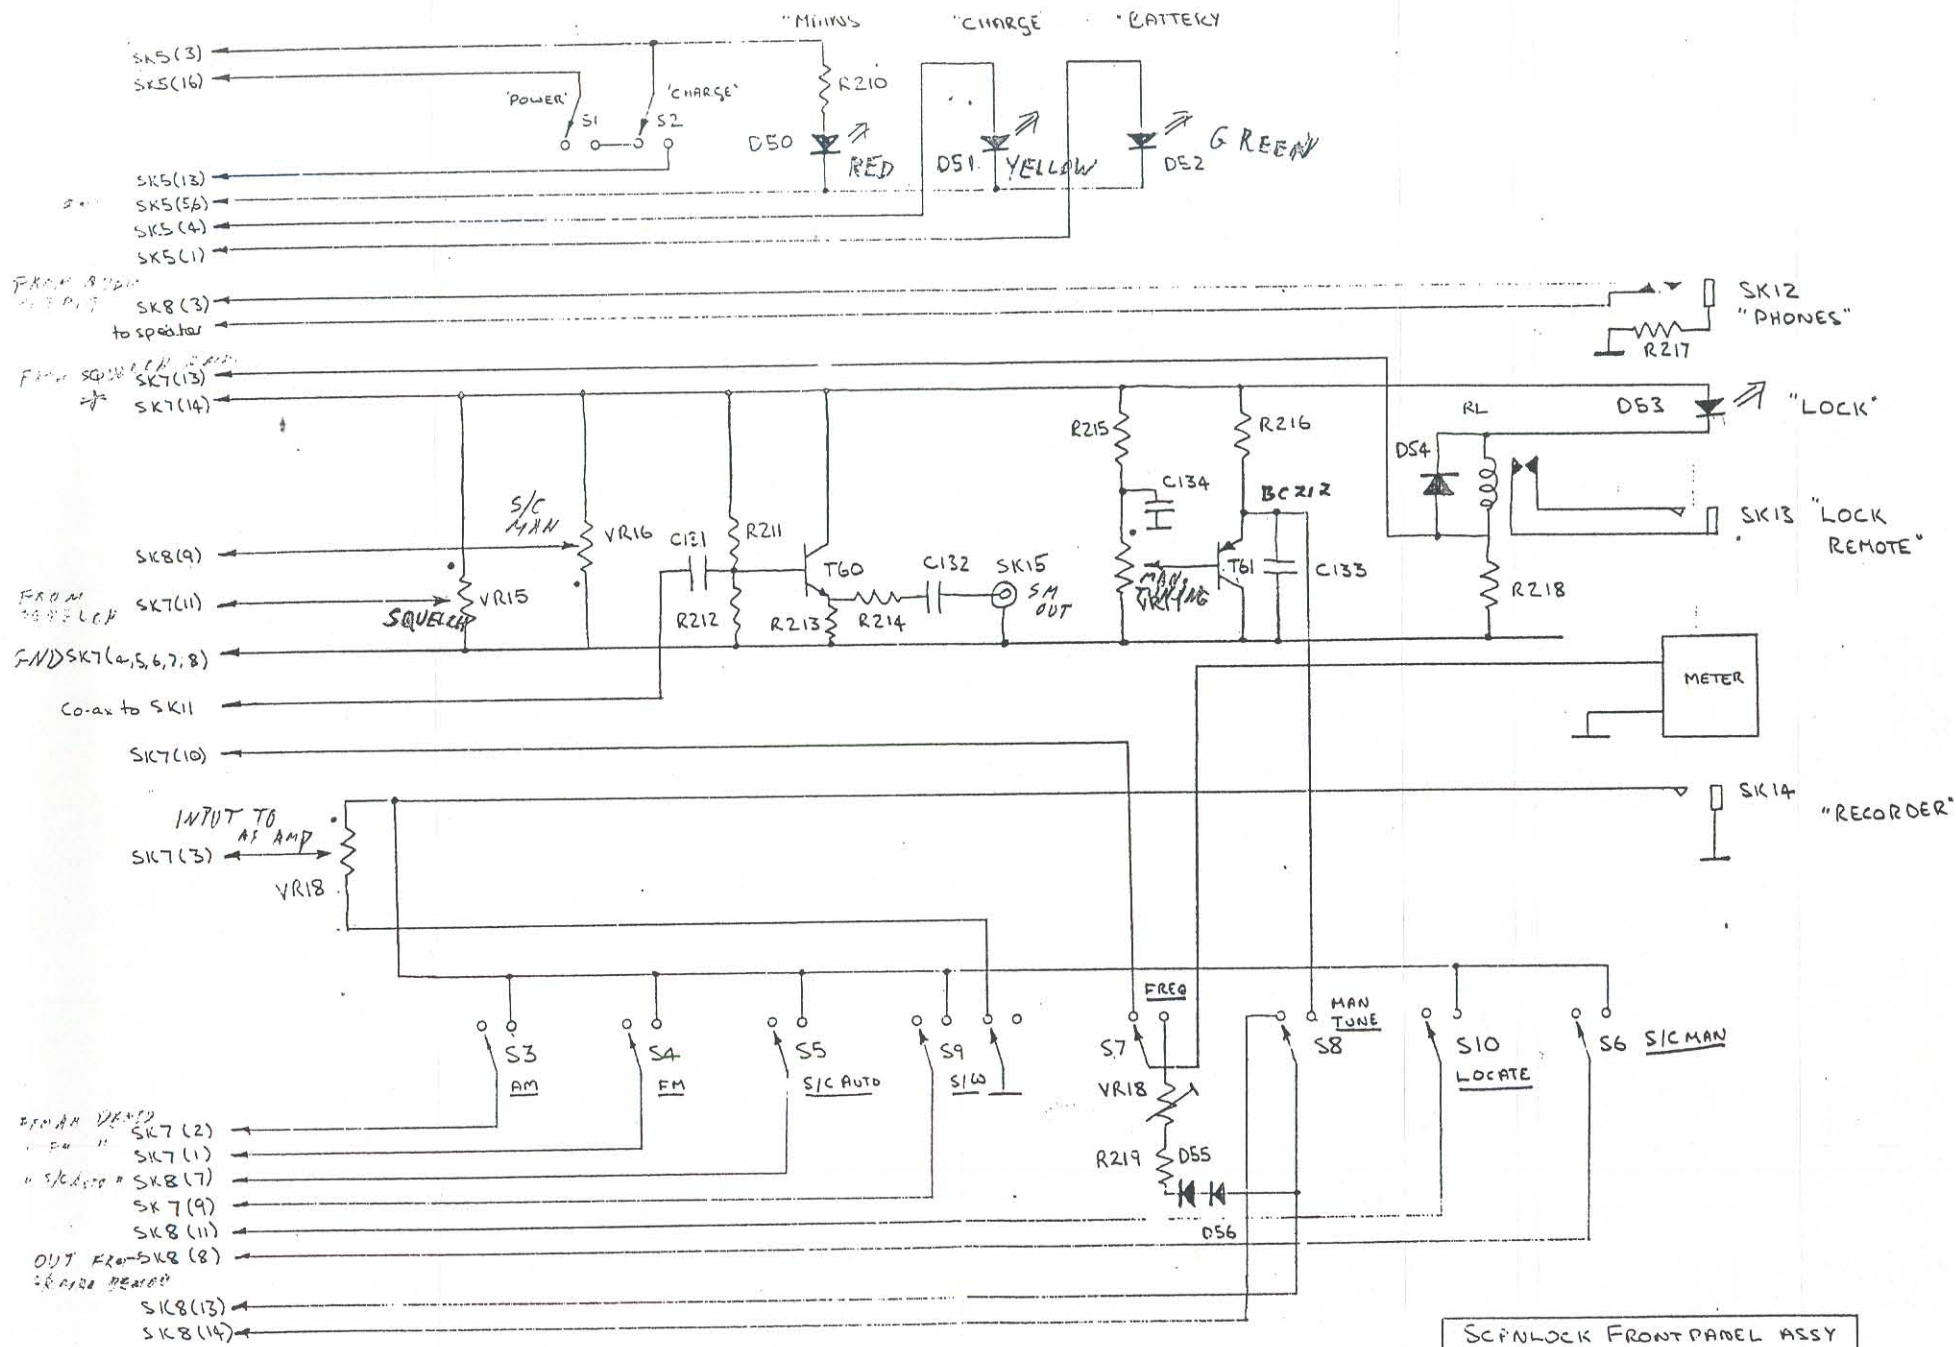 "CHARGE
"BATTERY
SK5(3)
SK5(16)
'POWER'
'CHARGE'
S1
S2
R210
D50
RED
D51
YELLOW
D52
GREEN
SK5(13)
SK5(5,6)
SK5(4)
SK5(1)
SK8(3)
to speaker
SK12
"PHONES"
R217
SK7(13)
SK7(14)
R215
R216
RL
D53
"LOCK"
D54
C134
BC212
S/C
MAN
VR16
C131
R211
T60
C132
SK15
SM
OUT
T61
C133
SK13
"LOCK
REMOTE"
SK8(9)
FROM
SK7(11)
VR15
SQUELCH
R212
R213
R214
MAN.
R218
GND SK7(4,5,6,7,8)
METER
Co-ax to SK11
SK7(10)
INPUT TO
AF AMP
SK7(3)
VR18
SK14
"RECORDER"
FREQ
MAN
TUNE
S3
AM
S4
FM
S5
S/C AUTO
S9
S/W
S7
S8
S10
LOCATE
S6
S/C MAN
VR18
R219
D55
D56
SK7(2)
SK7(1)
SK8(7)
SK7(9)
SK8(11)
OUT FRO-SK8(8)
SK8(13)
SK8(14)
SCANLOCK FRONT PANEL ASSY